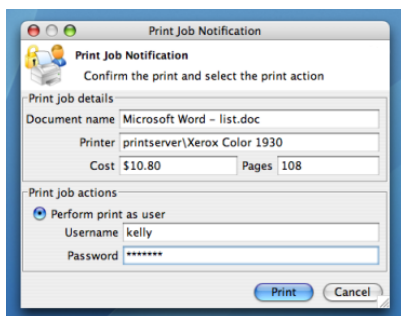 Print Job Notification
Print Job Notification
Confirm the print and select the print action
Print job details
Document name Microsoft Word - list.doc
Printer printserver\Xerox Color 1930
Cost $10.80 Pages 108
Print job actions
Perform print as user
Username kelly
Password *******
Print Cancel